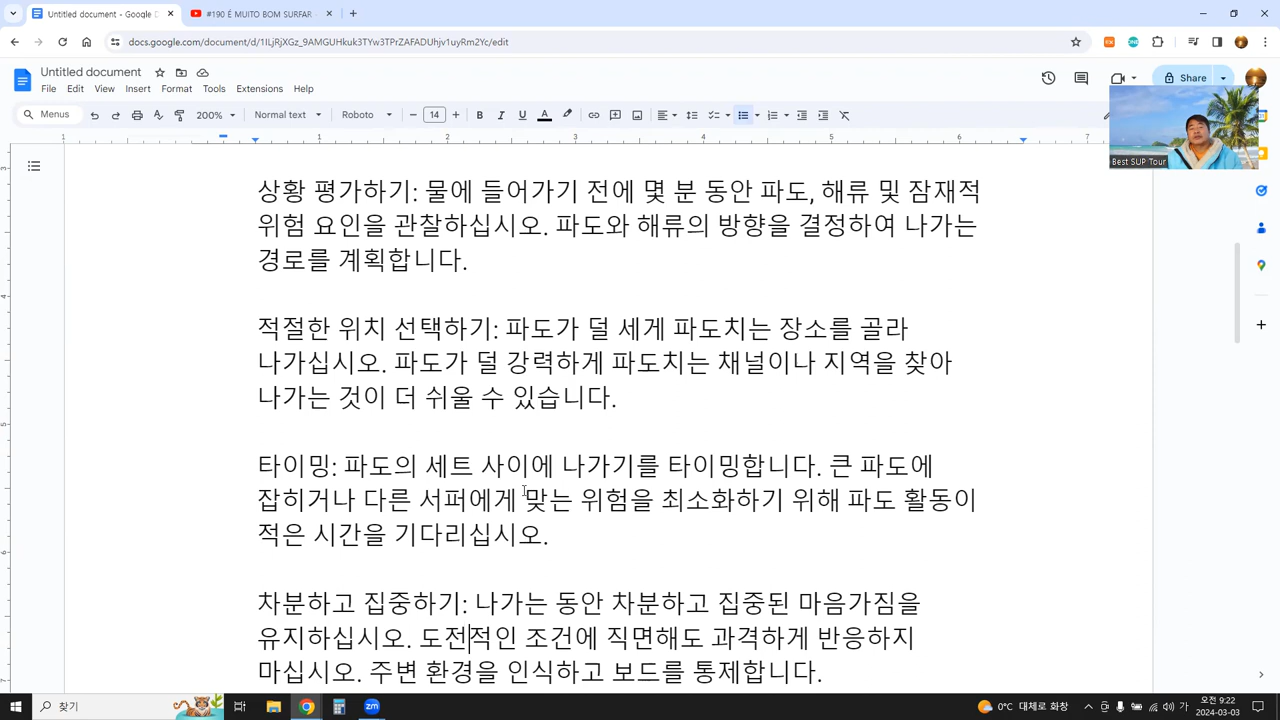 Untitled document - Google D
#190 É MUITO BOM SURFAR -
docs.google.com/document/d/1ILjRjXGz_9AMGUHkuk3TYw3TPrZAFADUhjv1uyRm2Yc/edit
Untitled document
File Edit View Insert Format Tools Extensions Help
Share
Menus 200% Normal text Roboto 14 B I U A
1 1 2 3 4 5 6 7
Best SUP Tour
상황 평가하기: 물에 들어가기 전에 몇 분 동안 파도, 해류 및 잠재적
위험 요인을 관찰하십시오. 파도와 해류의 방향을 결정하여 나가는
경로를 계획합니다.
적절한 위치 선택하기: 파도가 덜 세게 파도치는 장소를 골라
나가십시오. 파도가 덜 강력하게 파도치는 채널이나 지역을 찾아
나가는 것이 더 쉬울 수 있습니다.
타이밍: 파도의 세트 사이에 나가기를 타이밍합니다. 큰 파도에
잡히거나 다른 서퍼에게 맞는 위험을 최소화하기 위해 파도 활동이
적은 시간을 기다리십시오.
차분하고 집중하기: 나가는 동안 차분하고 집중된 마음가짐을
유지하십시오. 도전적인 조건에 직면해도 과격하게 반응하지
마십시오. 주변 환경을 인식하고 보드를 통제합니다.
찾기
zm
0°C 대체로 화창
가
오전 9:22
2024-03-03